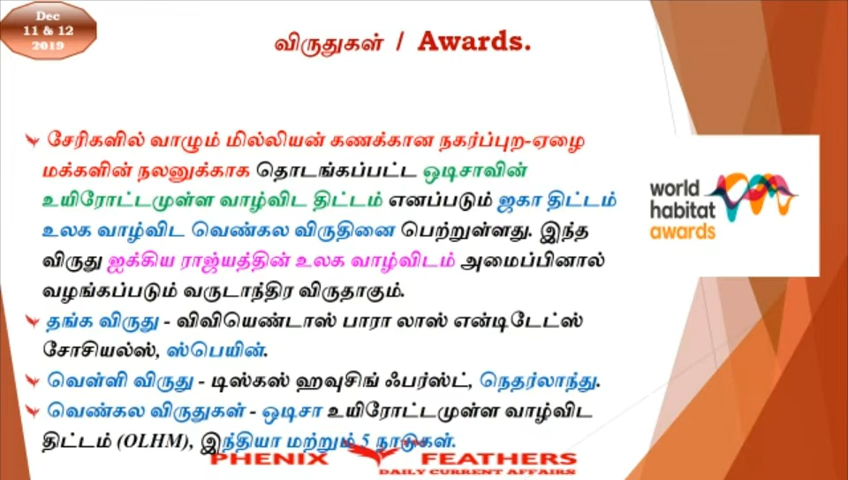 Dec
11 & 12
2019
விருதுகள் / Awards.
சேரிகளில் வாழும் மில்லியன் கணக்கான நகர்ப்புற-ஏழை
மக்களின் நலனுக்காக தொடங்கப்பட்ட ஒடிசாவின்
உயிரோட்டமுள்ள வாழ்விட திட்டம் எனப்படும் ஜகா திட்டம்
உலக வாழ்விட வெண்கல விருதினை பெற்றுள்ளது. இந்த
விருது ஐக்கிய ராஜ்யத்தின் உலக வாழ்விடம் அமைப்பினால்
வழங்கப்படும் வருடாந்திர விருதாகும்.
தங்க விருது - விவியெண்டாஸ் பாரா லாஸ் என்டிடேட்ஸ்
சோசியல்ஸ், ஸ்பெயின்.
வெள்ளி விருது - டிஸ்கஸ் ஹவுசிங் ஃபர்ஸ்ட், நெதர்லாந்து.
வெண்கல விருதுகள் - ஒடிசா உயிரோட்டமுள்ள வாழ்விட
திட்டம் (OLHM), இந்தியா மற்றும் 5 நாடுகள்.
world
habitat
awards
PHENIX FEATHERS
DAILY CURRENT AFFAIRS